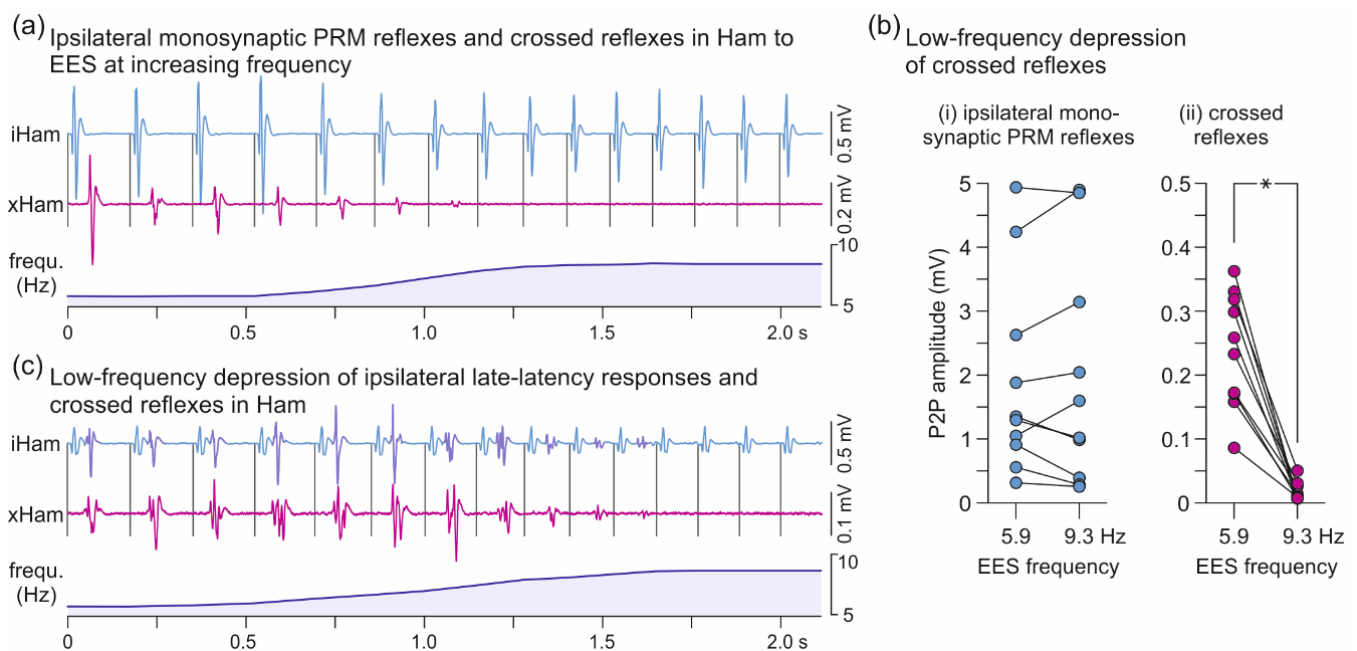 (a) Ipsilateral monosynaptic PRM reflexes and crossed reflexes in Ham to
EES at increasing frequency
iHam
0.5 mV
xHam
0.2 mV
frequ.
(Hz)
10
5
0 0.5 1.0 1.5 2.0 s
(b) Low-frequency depression
of crossed reflexes
(i) ipsilateral mono-
synaptic PRM reflexes
(ii) crossed
reflexes
P2P amplitude (mV)
5
4
3
2
1
0
5.9 9.3 Hz
EES frequency
*
0.5
0.4
0.3
0.2
0.1
0
5.9 9.3 Hz
EES frequency
(c) Low-frequency depression of ipsilateral late-latency responses and
crossed reflexes in Ham
iHam
0.5 mV
xHam
0.1 mV
frequ.
(Hz)
10
5
0 0.5 1.0 1.5 2.0 s